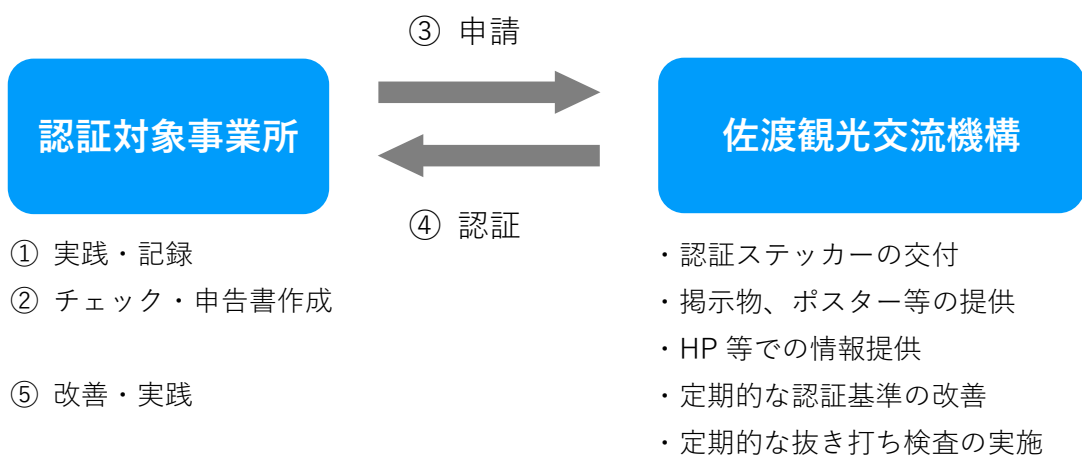 ③ 申請
認証対象事業所
佐渡観光交流機構
④ 認証
① 実践・記録
② チェック・申告書作成
⑤ 改善・実践
・認証ステッカーの交付
・掲示物、ポスター等の提供
・HP 等での情報提供
・定期的な認証基準の改善
・定期的な抜き打ち検査の実施